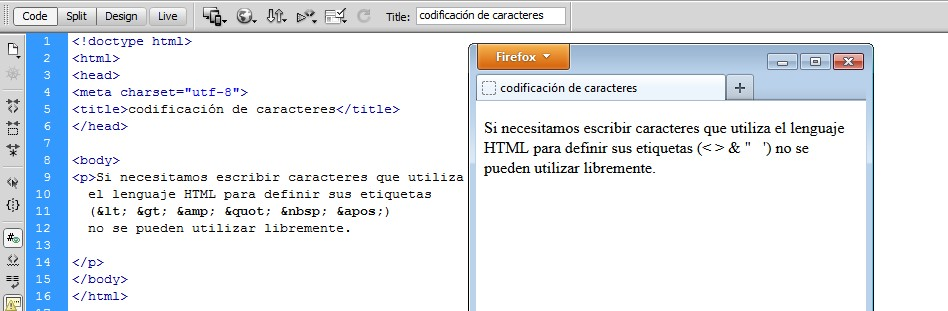 Code Split Design Live Title: codificación de caracteres
1 <!doctype html>
2 <html>
3 <head>
4 <meta charset="utf-8">
5 <title>codificación de caracteres</title>
6 </head>
7
8 <body>
9 <p>Si necesitamos escribir caracteres que utiliza
10 el lenguaje HTML para definir sus etiquetas
11 (&lt; &gt; &amp; &quot; &nbsp; &apos;)
12 no se pueden utilizar libremente.
13
14 </p>
15 </body>
16 </html>
Firefox
codificación de caracteres
Si necesitamos escribir caracteres que utiliza el lenguaje
HTML para definir sus etiquetas (< > & "   ') no se
pueden utilizar libremente.